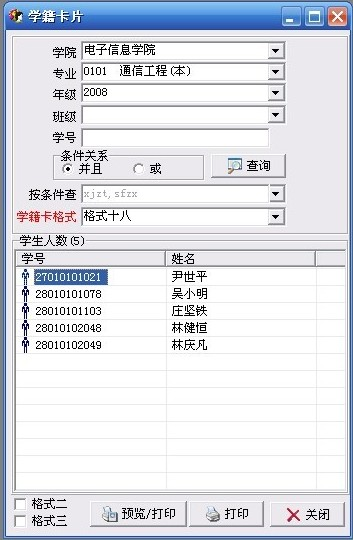 学籍卡片
学院 电子信息学院
专业 0101 通信工程(本)
年级 2008
班级
学号
条件关系
并且 或
查询
按条件查 xjzt,sfzx
学籍卡格式 格式十八
学生人数(5)
学号 姓名
27010101021 尹世平
28010101078 吴小明
28010101103 庄坚铁
28010102048 林健恒
28010102049 林庆凡
格式二
格式三
预览/打印 打印 关闭